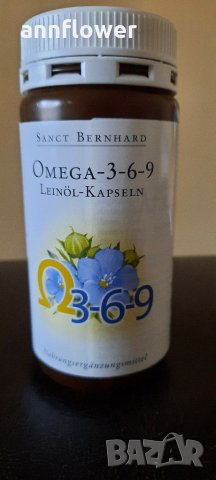 annflower
Sanct Bernhard
Omega-3-6-9
Leinöl-Kapseln
Ω3-6-9
Nahrungsergänzungsmittel
BAZAR